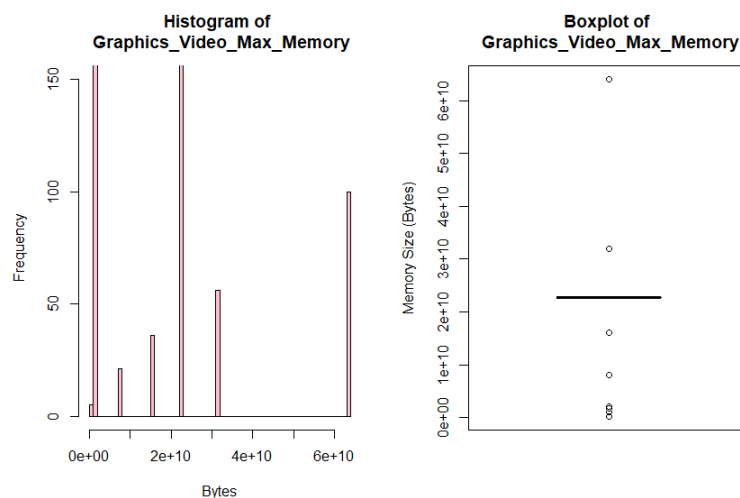 Histogram of
Graphics_Video_Max_Memory
150
100
50
0
Frequency
0e+00
2e+10
4e+10
6e+10
Bytes
Boxplot of
Graphics_Video_Max_Memory
6e+10
5e+10
4e+10
3e+10
2e+10
1e+10
0e+00
Memory Size (Bytes)